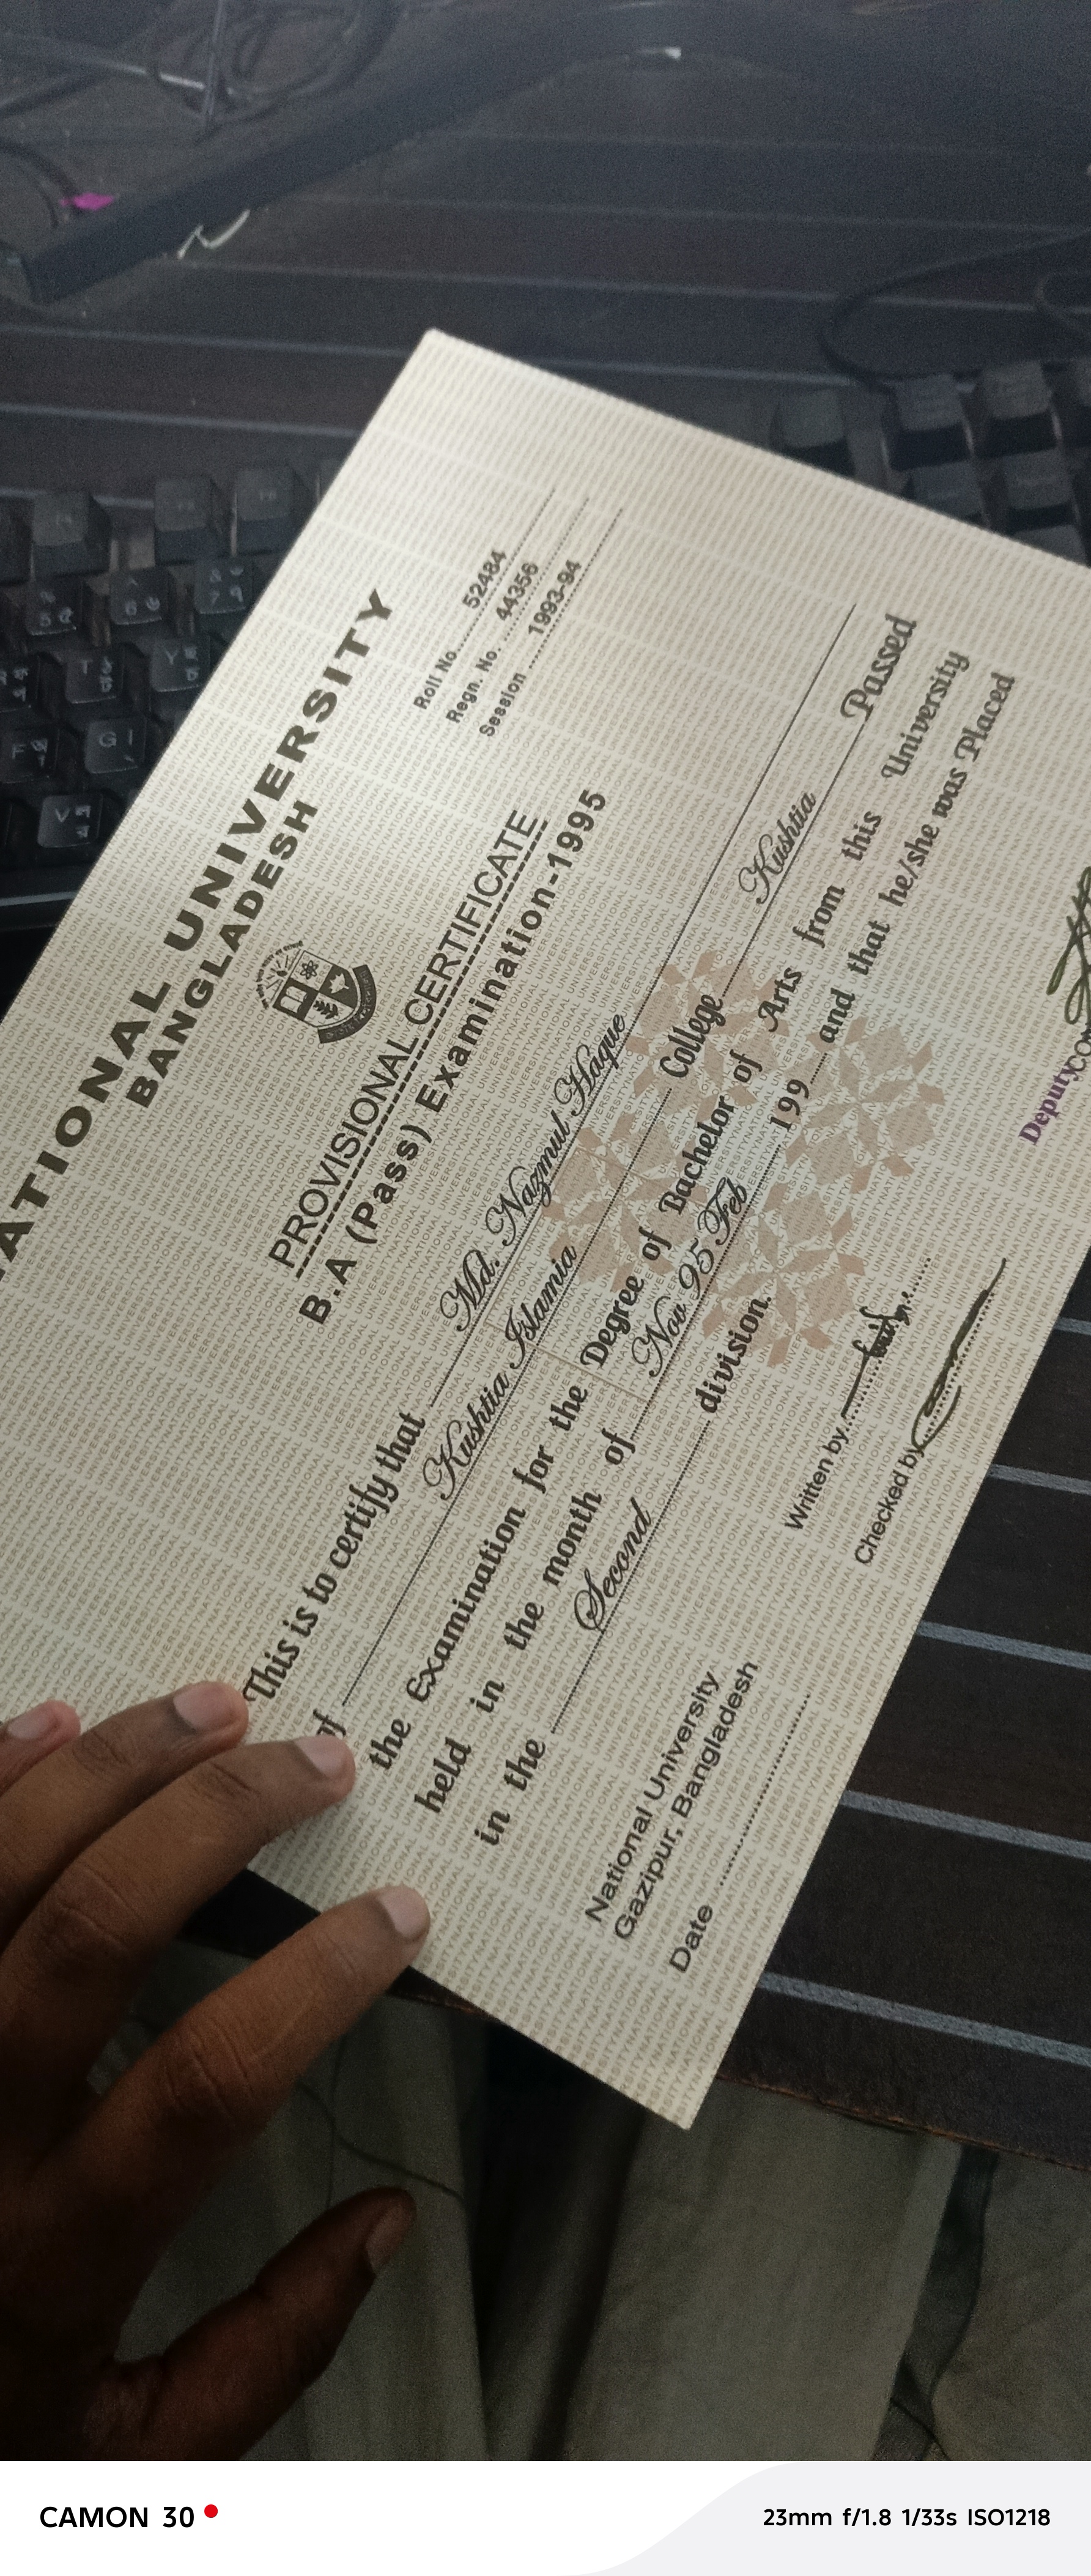 NATIONAL UNIVERSITY
BANGLADESH
Roll No. 52484
Regn. No. 44356
Session 1993-94
PROVISIONAL CERTIFICATE
B.A (Pass) Examination-1995
This is to certify that Md. Nazmul Haque
of Kushtia Islamia College Kushtia Passed
the Examination for the Degree of Bachelor of Arts from this University
held in the month of Nov 95 Feb 199 and that he/she was Placed
in the Second division.
Written by
Checked by
National University
Gazipur, Bangladesh
Date
Deputy
CAMON 30
23mm f/1.8 1/33s ISO1218